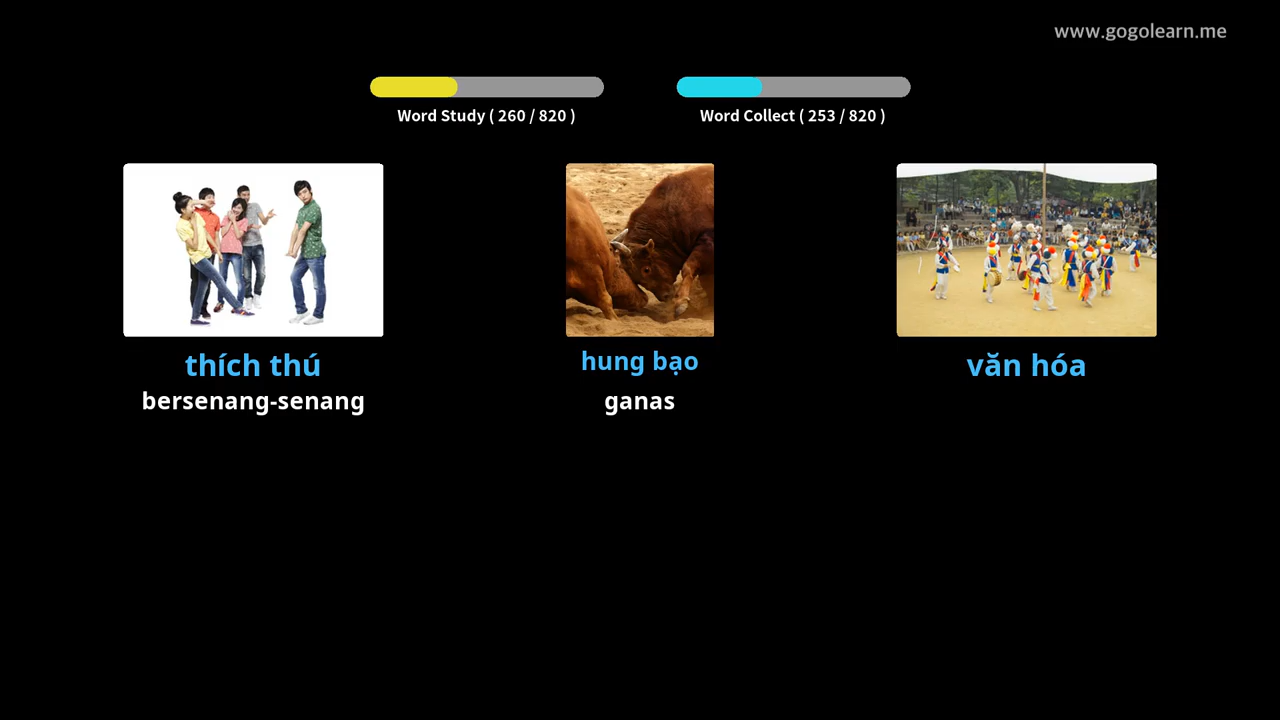 www.gogolearn.me
Word Study ( 260 / 820 )
Word Collect ( 253 / 820 )
thích thú
bersenang-senang
hung bạo
ganas
văn hóa